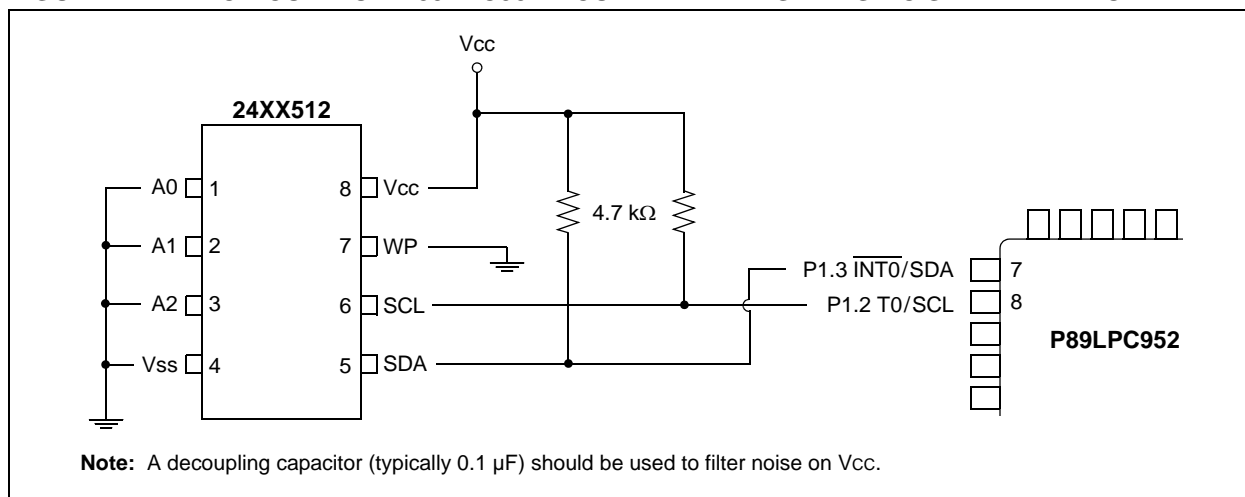 Vcc
24XX512
A0 1 8 Vcc
A1 2 7 WP
A2 3 6 SCL
Vss 4 5 SDA
4.7 kΩ
P1.3 INT0/SDA 7
P1.2 T0/SCL 8
P89LPC952
Note: A decoupling capacitor (typically 0.1 µF) should be used to filter noise on VCC.